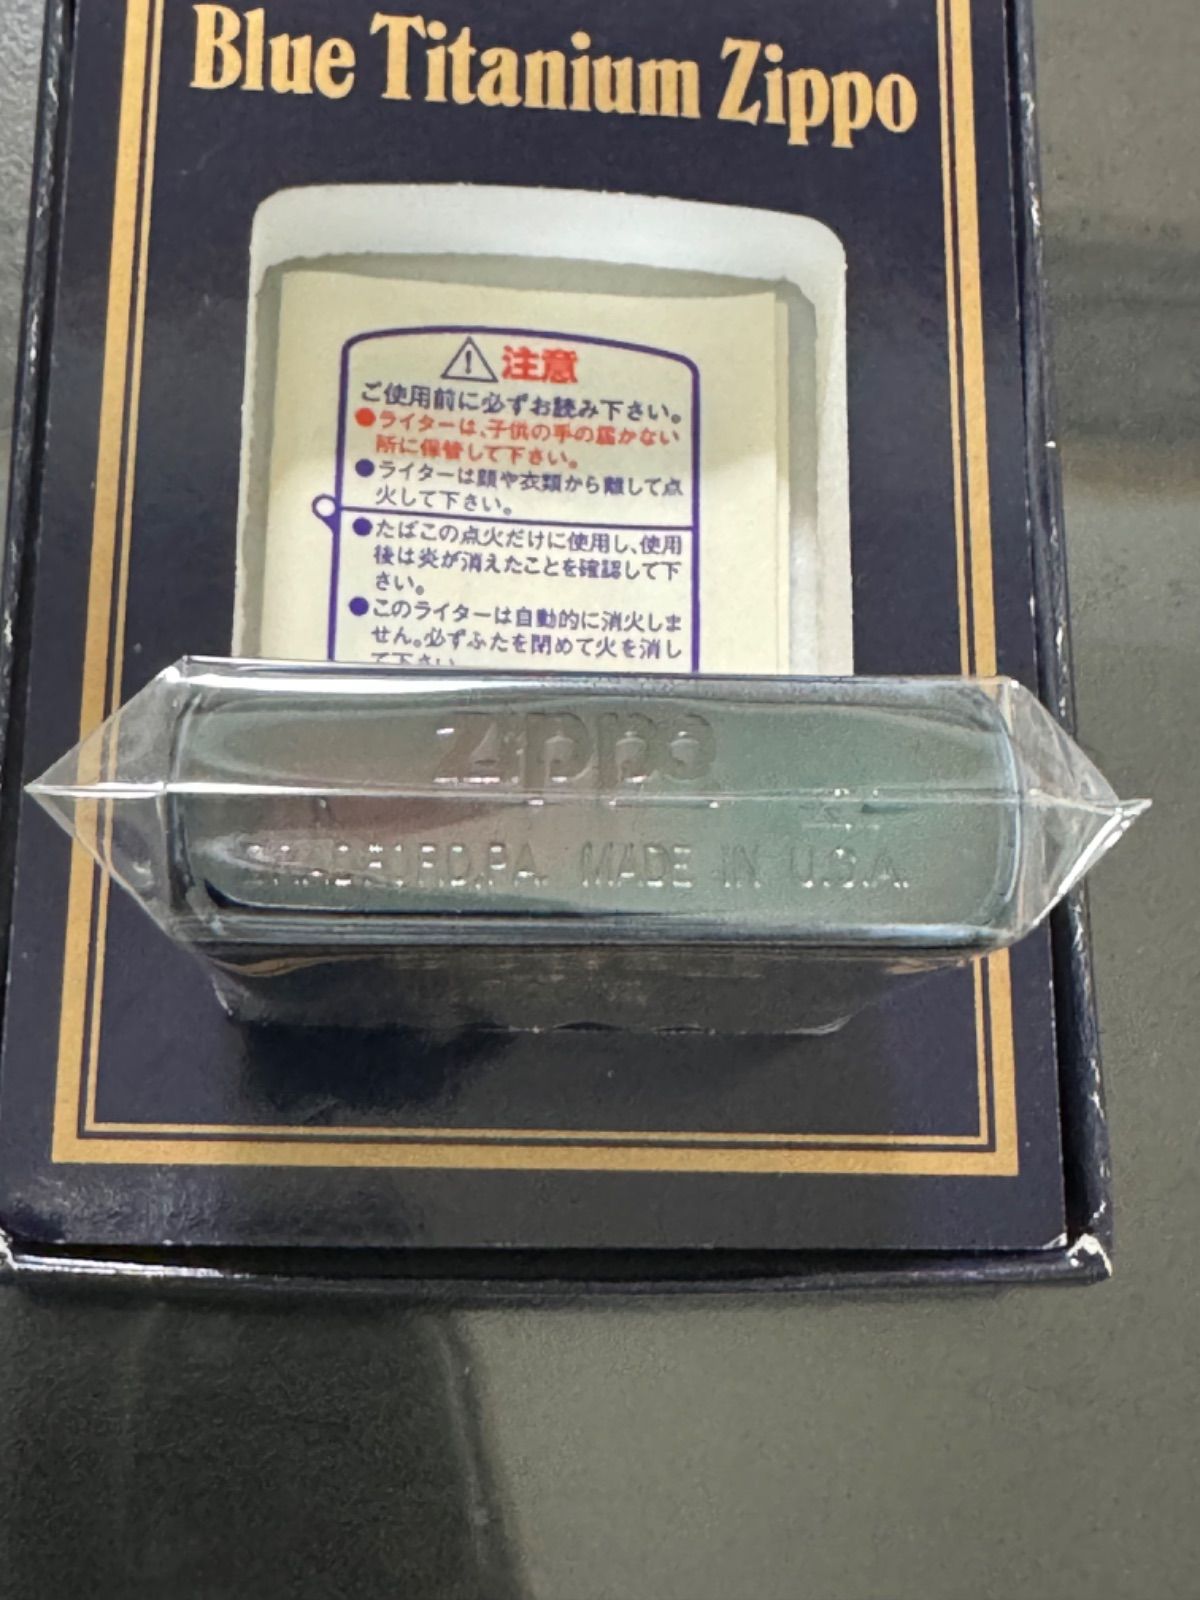 Blue Titanium Zippo
注意
ご使用前に必ずお読み下さい。
●ライターは、子供の手の届かない
所に保管して下さい。
●ライターは顔や衣類から離して点
火して下さい。
●たばこの点火だけに使用し、使用
後は炎が消えたことを確認して下
さい。
●このライターは自動的に消火しま
せん。必ずふたを閉めて火を消し
て下さい。
Zippo
BRADFORD,PA. MADE IN U.S.A.